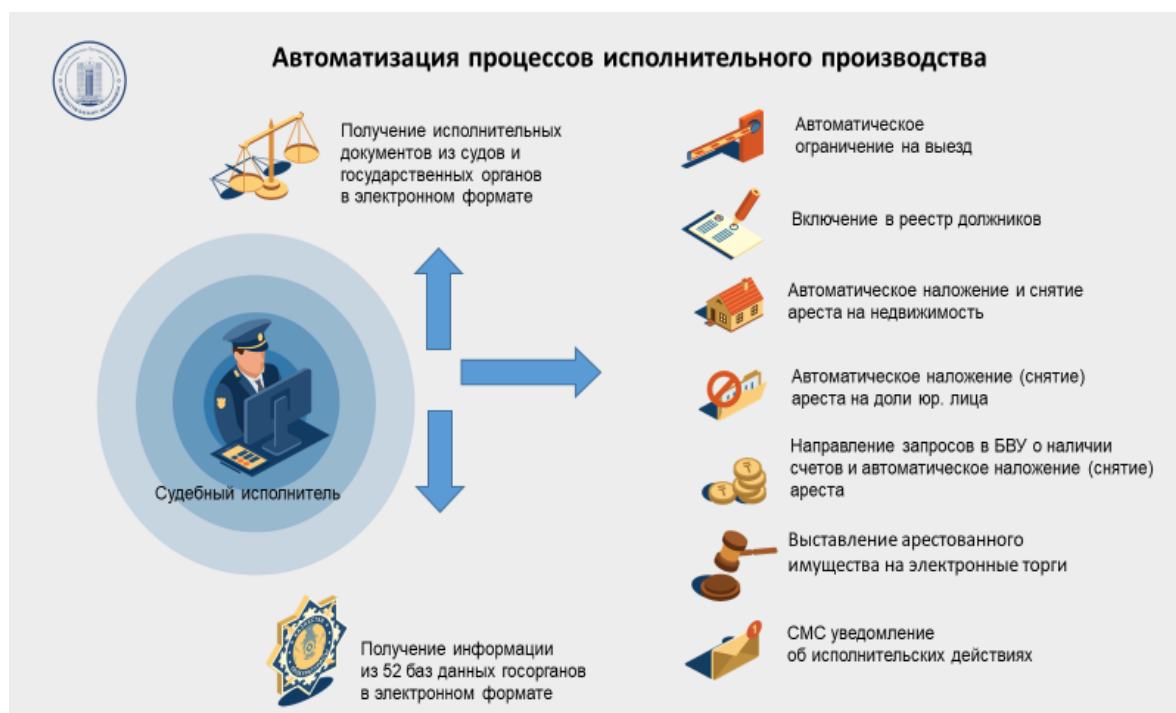 Автоматизация процессов исполнительного производства
Получение исполнительных
документов из судов и
государственных органов
в электронном формате
Судебный исполнитель
Получение информации
из 52 баз данных госорганов
в электронном формате
Автоматическое
ограничение на выезд
Включение в реестр должников
Автоматическое наложение и снятие
ареста на недвижимость
Автоматическое наложение (снятие)
ареста на доли юр. лица
Направление запросов в БВУ о наличии
счетов и автоматическое наложение (снятие)
ареста
Выставление арестованного
имущества на электронные торги
1
СМС уведомление
об исполнительских действиях